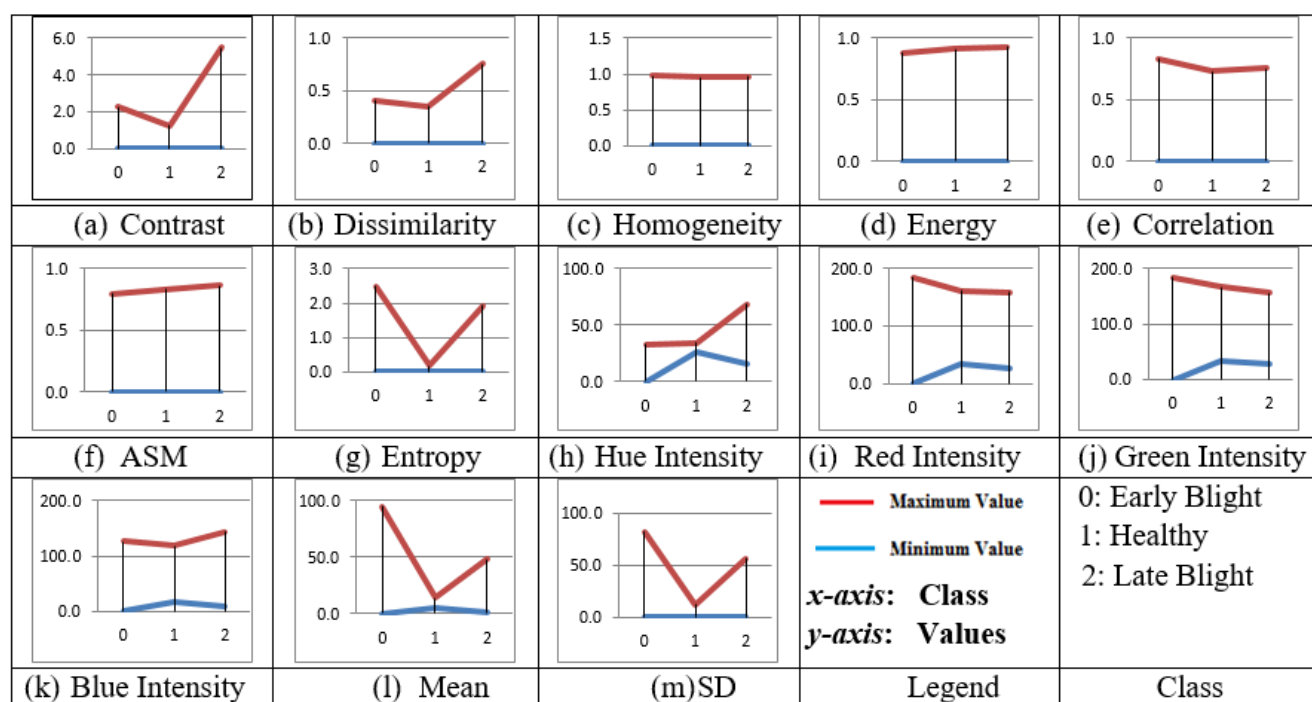 6.0
4.0
2.0
0.0
0 1 2
1.0
0.5
0.0
0 1 2
1.5
1.0
0.5
0.0
0 1 2
1.0
0.5
0.0
0 1 2
1.0
0.5
0.0
0 1 2
(a) Contrast
(b) Dissimilarity
(c) Homogeneity
(d) Energy
(e) Correlation
1.0
0.5
0.0
0 1 2
3.0
2.0
1.0
0.0
0 1 2
100.0
50.0
0.0
0 1 2
200.0
100.0
0.0
0 1 2
200.0
100.0
0.0
0 1 2
(f) ASM
(g) Entropy
(h) Hue Intensity
(i) Red Intensity
(j) Green Intensity
200.0
100.0
0.0
0 1 2
100.0
50.0
0.0
0 1 2
100.0
50.0
0.0
0 1 2
Maximum Value
Minimum Value
x-axis: Class
y-axis: Values
0: Early Blight
1: Healthy
2: Late Blight
(k) Blue Intensity
(l) Mean
(m)SD
Legend
Class